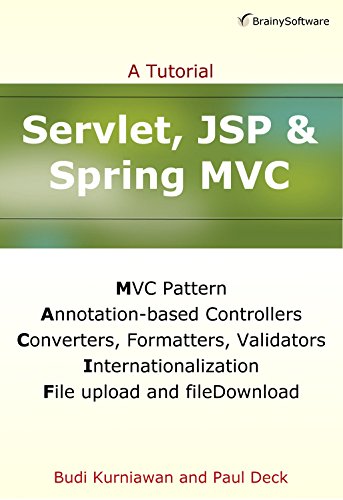 BrainySoftware
A Tutorial
Servlet, JSP &
Spring MVC
MVC Pattern
Annotation-based Controllers
Converters, Formatters, Validators
Internationalization
File upload and fileDownload
Budi Kurniawan and Paul Deck